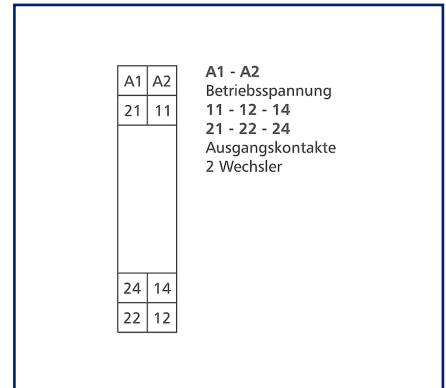 A1 A2
21 11
24 14
22 12
A1 - A2
Betriebsspannung
11 - 12 - 14
21 - 22 - 24
Ausgangskontakte
2 Wechsler